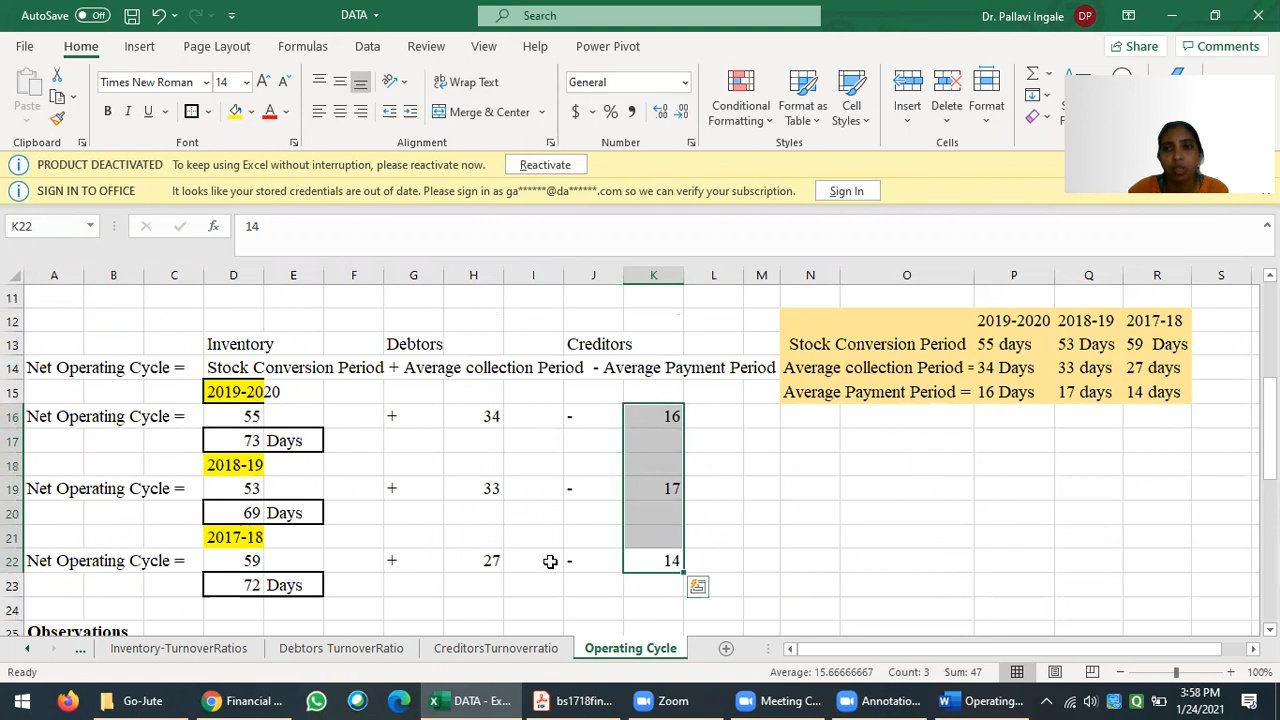 AutoSave Off DATA Search Dr. Pallavi Ingale DP
File Home Insert Page Layout Formulas Data Review View Help Power Pivot Share Comments
Paste Times New Roman 14 A A Wrap Text General Conditional Formatting Format as Table Cell Styles Insert Delete Format
B I U A Merge & Center $ % ,
Clipboard Font Alignment Number Styles Cells
PRODUCT DEACTIVATED To keep using Excel without interruption, please reactivate now. Reactivate
SIGN IN TO OFFICE It looks like your stored credentials are out of date. Please sign in as ga******@da******.com so we can verify your subscription. Sign In
K22 fx 14
A B C D E F G H I J K L M N O P Q R S
11
12 2019-2020 2018-19 2017-18
13 Inventory Debtors Creditors Stock Conversion Period 55 days 53 Days 59 Days
14 Net Operating Cycle = Stock Conversion Period + Average collection Period - Average Payment Period Average collection Period = 34 Days 33 days 27 days
15 2019-2020 Average Payment Period = 16 Days 17 days 14 days
16 Net Operating Cycle = 55 + 34 - 16
17 73 Days
18 2018-19
19 Net Operating Cycle = 53 + 33 - 17
20 69 Days
21 2017-18
22 Net Operating Cycle = 59 + 27 - 14
23 72 Days
24
25 Observations
... Inventory-TurnoverRatios Debtors TurnoverRatio CreditorsTurnoverratio Operating Cycle
Ready Average: 15.66666667 Count: 3 Sum: 47 100%
Go-Jute Financial ... DATA - Exc... bs1718fin... Zoom Meeting C... Annotation... Operating... 3:58 PM
1/24/2021